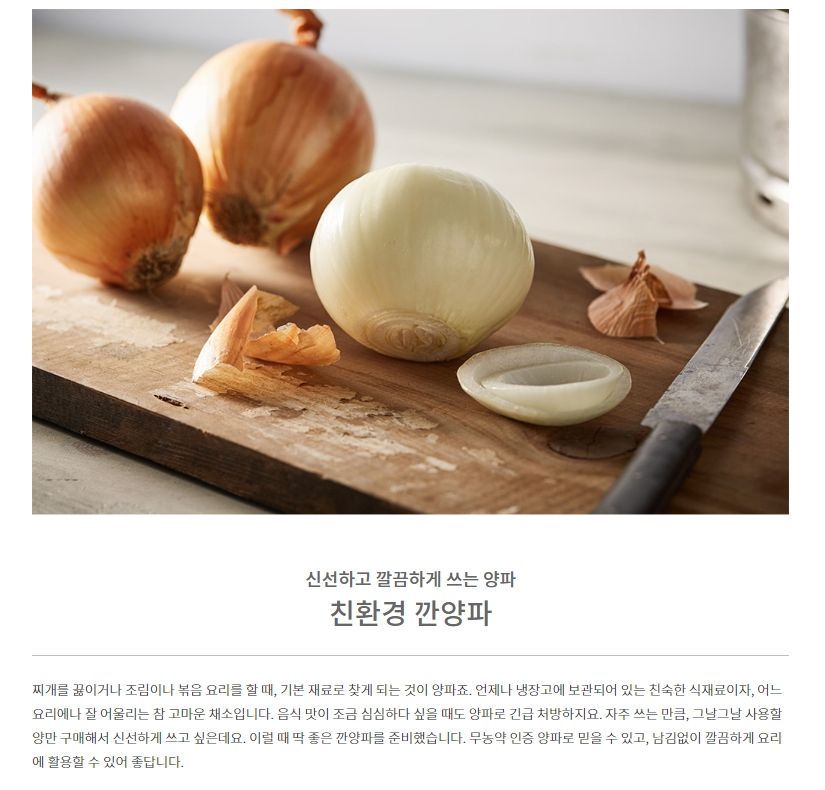 신선하고 깔끔하게 쓰는 양파
친환경 깐양파
찌개를 끓이거나 조림이나 볶음 요리를 할 때, 기본 재료로 찾게 되는 것이 양파죠. 언제나 냉장고에 보관되어 있는 친숙한 식재료이자, 어느
요리에나 잘 어울리는 참 고마운 채소입니다. 음식 맛이 조금 심심하다 싶을 때도 양파로 긴급 처방하지요. 자주 쓰는 만큼, 그날그날 사용할
양만 구매해서 신선하게 쓰고 싶은데요. 이럴 때 딱 좋은 깐양파를 준비했습니다. 무농약 인증 양파로 믿을 수 있고, 남김없이 깔끔하게 요리
에 활용할 수 있어 좋답니다.